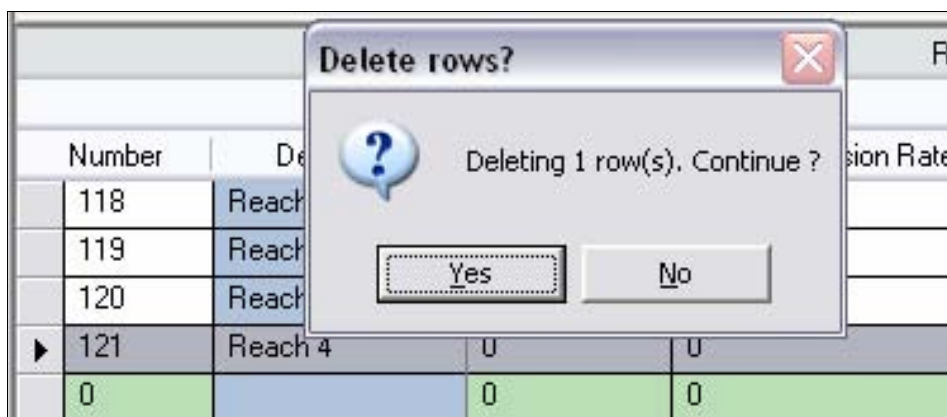 Delete rows?
Deleting 1 row(s). Continue ?
Yes No
Number
118 Reach
119 Reach
120 Reach
121 Reach 4 0 0
0 0 0